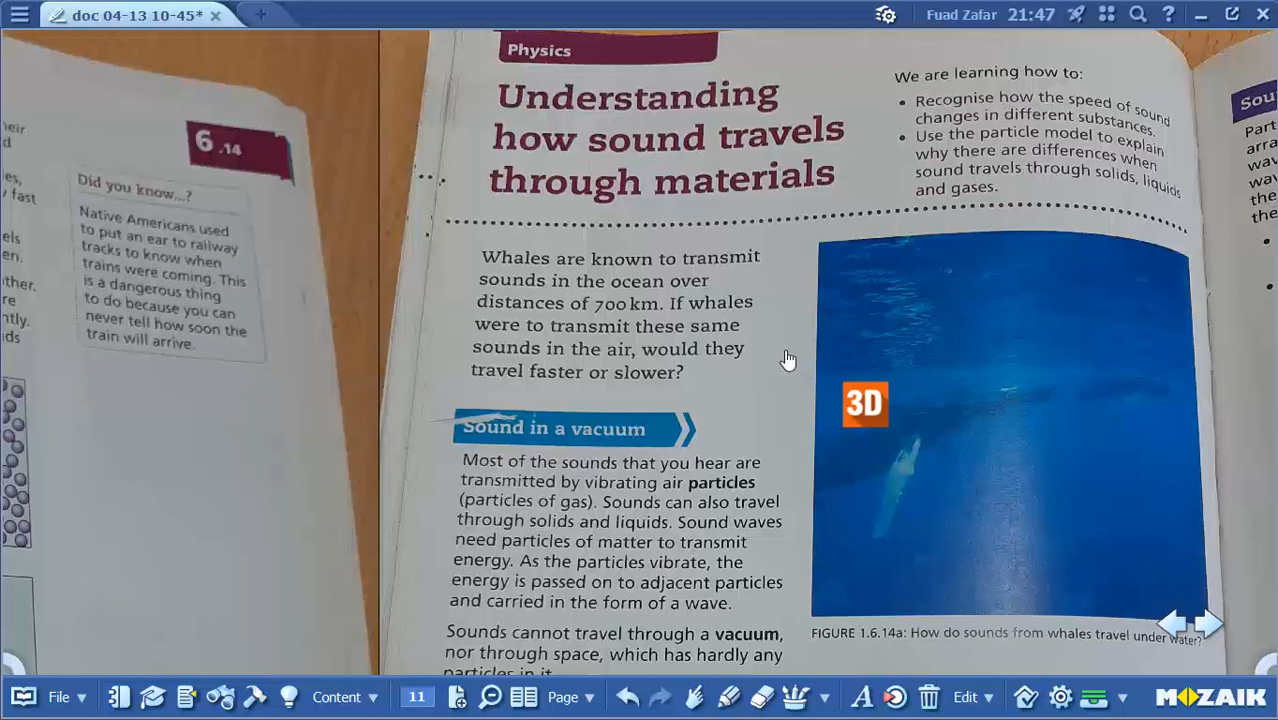 doc 04-13 10-45*
Fuad Zafar 21:47
6.14
Did you know...?
Native Americans used
to put an ear to railway
tracks to know when
trains were coming. This
is a dangerous thing
to do because you can
never tell how soon the
train will arrive.
Physics
Understanding
how sound travels
through materials
We are learning how to:
• Recognise how the speed of sound
changes in different substances.
• Use the particle model to explain
why there are differences when
sound travels through solids, liquids
and gases.
Whales are known to transmit
sounds in the ocean over
distances of 700 km. If whales
were to transmit these same
sounds in the air, would they
travel faster or slower?
Sound in a vacuum
Most of the sounds that you hear are
transmitted by vibrating air particles
(particles of gas). Sounds can also travel
through solids and liquids. Sound waves
need particles of matter to transmit
energy. As the particles vibrate, the
energy is passed on to adjacent particles
and carried in the form of a wave.
Sounds cannot travel through a vacuum,
nor through space, which has hardly any
particles in it.
3D
FIGURE 1.6.14a: How do sounds from whales travel under water?
Sou
Part
arra
wav
wav
the
the
File
Content
11
Page
Edit
MOZAIK